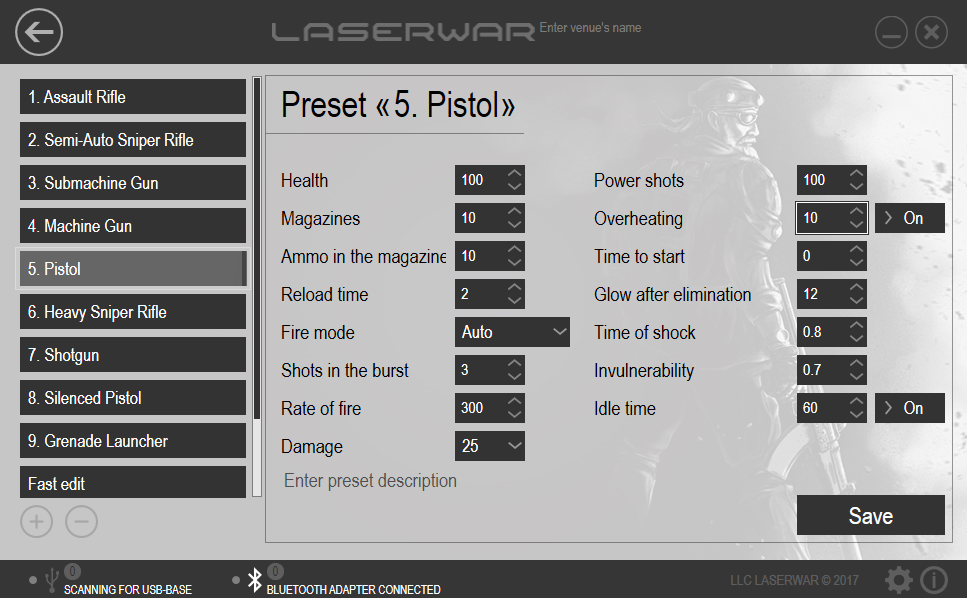 LASERWAR Enter venue's name
1. Assault Rifle
2. Semi-Auto Sniper Rifle
3. Submachine Gun
4. Machine Gun
5. Pistol
6. Heavy Sniper Rifle
7. Shotgun
8. Silenced Pistol
9. Grenade Launcher
Fast edit
Preset «5. Pistol»
Health 100
Magazines 10
Ammo in the magazine 10
Reload time 2
Fire mode Auto
Shots in the burst 3
Rate of fire 300
Damage 25
Enter preset description
Power shots 100
Overheating 10 On
Time to start 0
Glow after elimination 12
Time of shock 0.8
Invulnerability 0.7
Idle time 60 On
Save
0
SCANNING FOR USB-BASE
0
BLUETOOTH ADAPTER CONNECTED
LLC LASERWAR © 2017